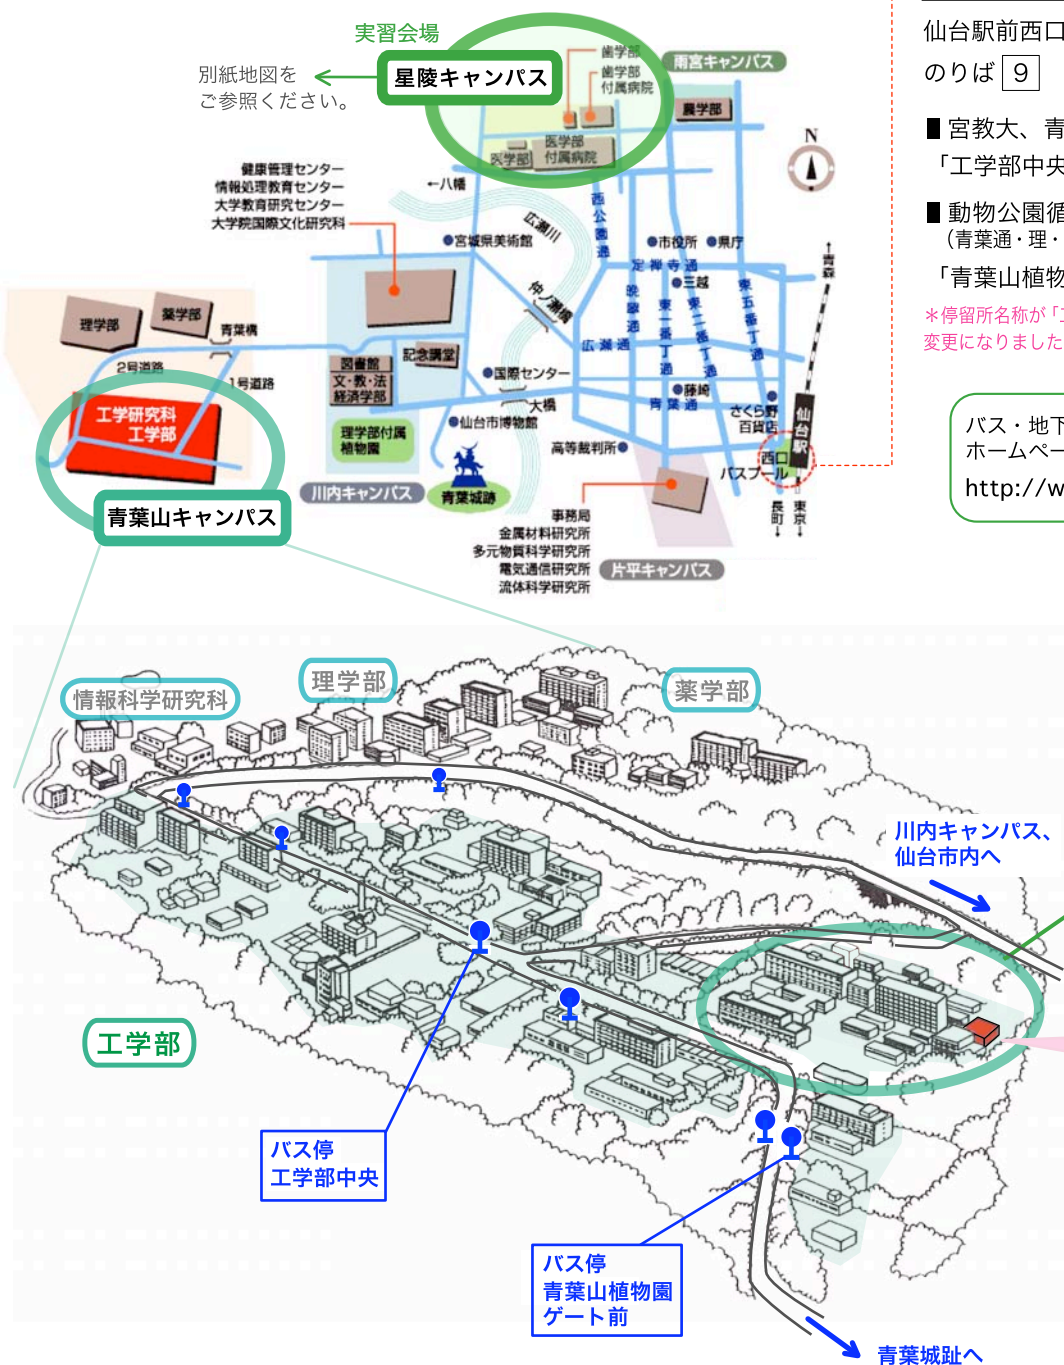 実習会場
星陵キャンパス
別紙地図を
ご参照ください。
歯学部
歯学部
付属病院
雨宮キャンパス
農学部
医学部
付属病院
医学部
健康管理センター
情報処理教育センター
大学教育研究センター
大学院国際文化研究科
←八幡
広瀬川
西公園通
N
宮城県美術館
市役所
県庁
定禅寺通
三越
仲ノ瀬橋
晩翠通
東一番丁通
東二番丁通
東五番丁通
↑青森
理学部
薬学部
青葉橋
2号道路
1号道路
工学研究科
工学部
青葉山キャンパス
図書館
文・教・法
経済学部
記念講堂
広瀬通
国際センター
大橋
仙台市博物館
藤崎
青葉通
さくら野
百貨店
仙台駅
西口
バスプール
高等裁判所
理学部付属
植物園
川内キャンパス
青葉城跡
長町↓
東京↓
事務局
金属材料研究所
多元物質科学研究所
電気通信研究所
流体科学研究所
片平キャンパス
仙台駅前西口
のりば 9
■ 宮教大、青
「工学部中央
■ 動物公園循
（青葉通・理・
「青葉山植物
＊停留所名称が「工
変更になりました
バス・地下
ホームペー
http://w
情報科学研究科
理学部
薬学部
川内キャンパス、
仙台市内へ
工学部
バス停
工学部中央
バス停
青葉山植物園
ゲート前
青葉城趾へ